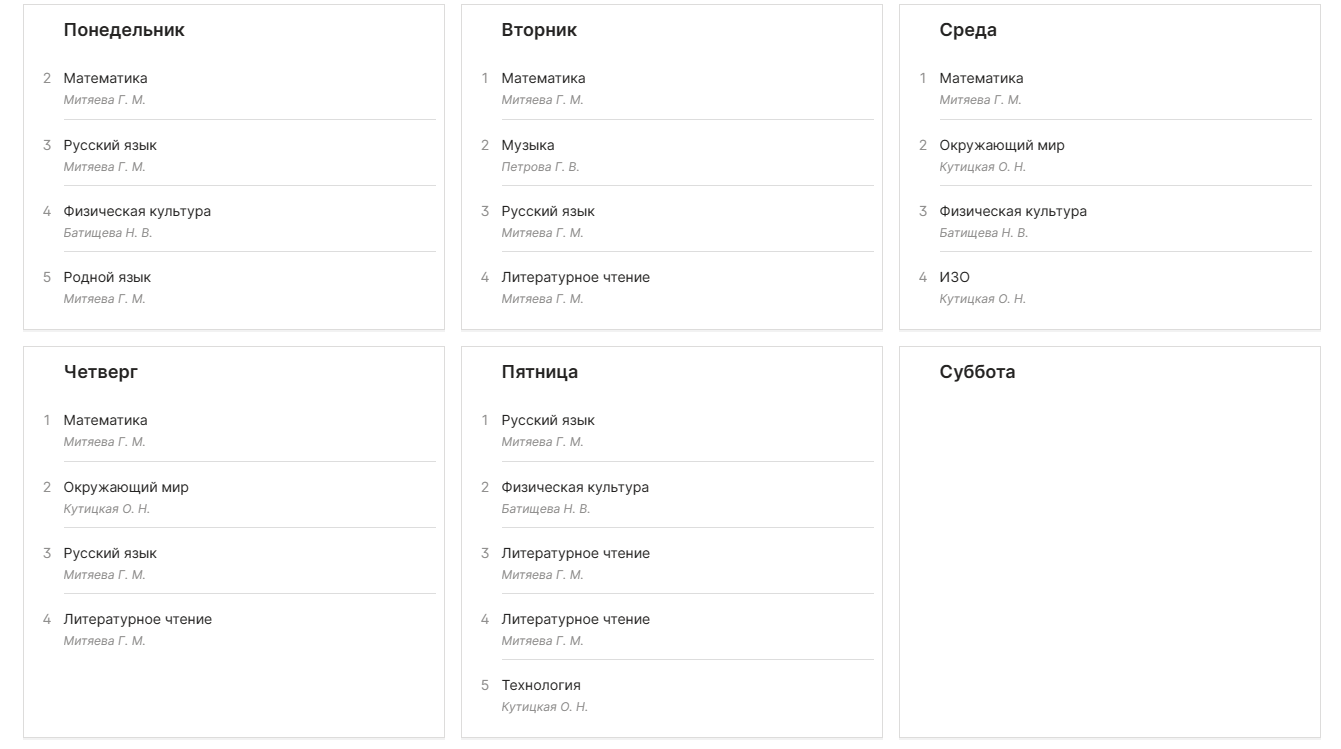 Понедельник
2 Математика
Митяева Г. М.
3 Русский язык
Митяева Г. М.
4 Физическая культура
Батищева Н. В.
5 Родной язык
Митяева Г. М.
Вторник
1 Математика
Митяева Г. М.
2 Музыка
Петрова Г. В.
3 Русский язык
Митяева Г. М.
4 Литературное чтение
Митяева Г. М.
Среда
1 Математика
Митяева Г. М.
2 Окружающий мир
Кутицкая О. Н.
3 Физическая культура
Батищева Н. В.
4 ИЗО
Кутицкая О. Н.
Четверг
1 Математика
Митяева Г. М.
2 Окружающий мир
Кутицкая О. Н.
3 Русский язык
Митяева Г. М.
4 Литературное чтение
Митяева Г. М.
Пятница
1 Русский язык
Митяева Г. М.
2 Физическая культура
Батищева Н. В.
3 Литературное чтение
Митяева Г. М.
4 Литературное чтение
Митяева Г. М.
5 Технология
Кутицкая О. Н.
Суббота